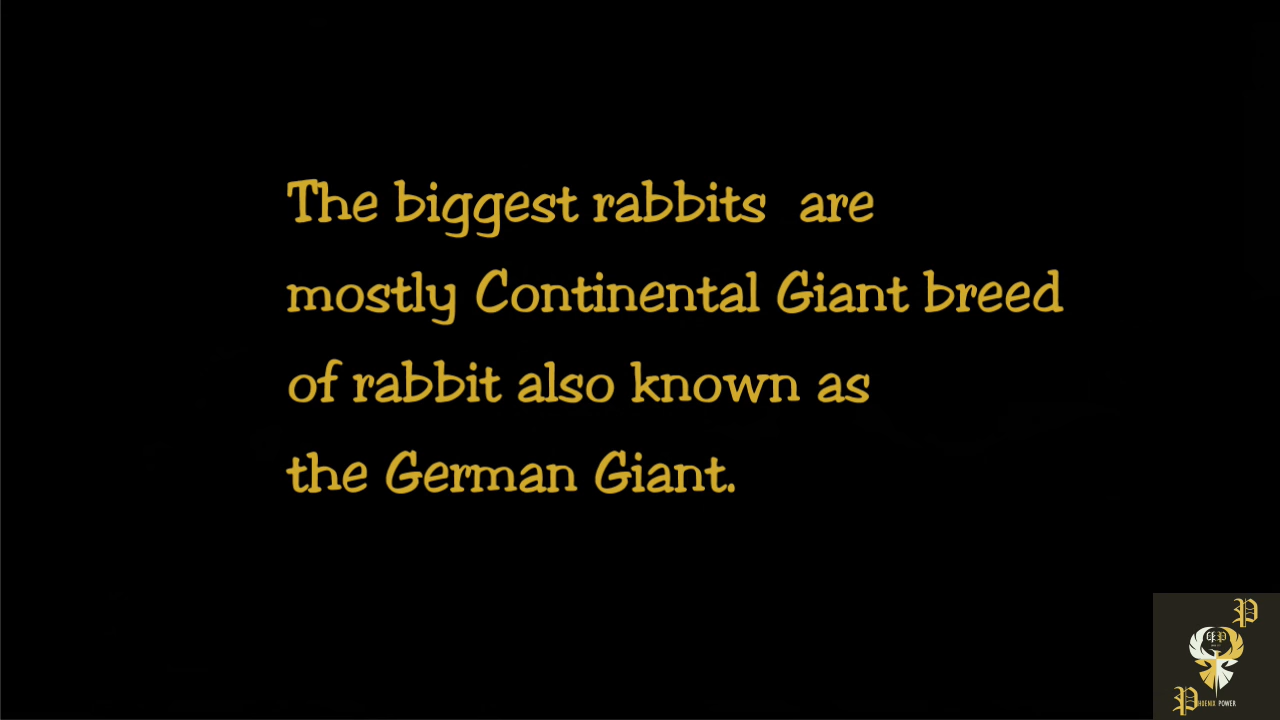 The biggest rabbits  are
mostly Continental Giant breed
of rabbit also known as
the German Giant.
P
P
PHOENIX POWER